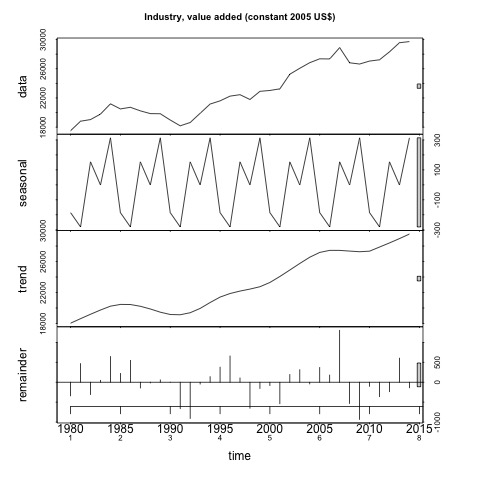 Industry, value added (constant 2005 US$)
data
18000 22000 26000 30000
seasonal
-300 -100 100 300
trend
18000 22000 26000 30000
remainder
-1000 0 500
1980 1985 1990 1995 2000 2005 2010 2015
1 2 3 4 5 6 7 8
time